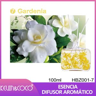 Gardenia
100ml
HBZ001-7
ESENCIA
DIFUSOR AROMÁTICO